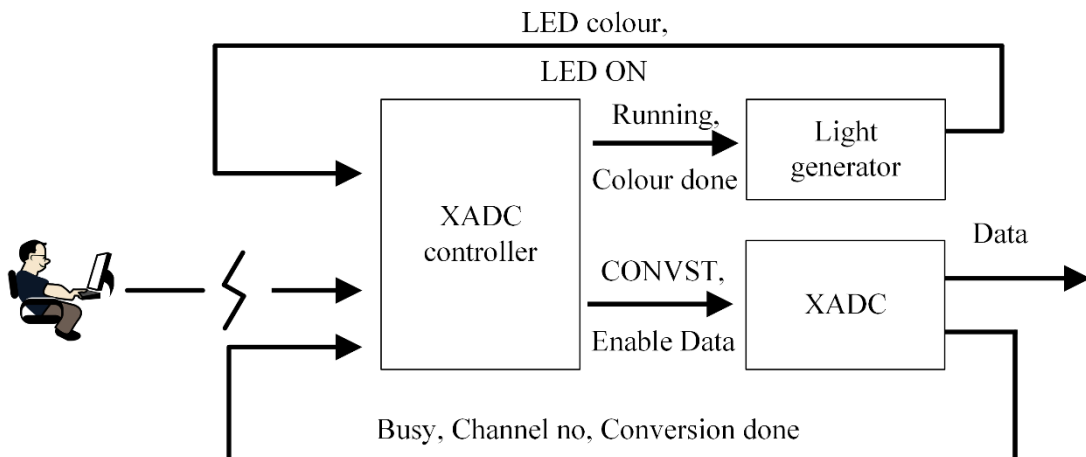 LED colour,
LED ON
Running,
Colour done
Light
generator
XADC
controller
CONVST,
Enable Data
XADC
Data
Busy, Channel no, Conversion done